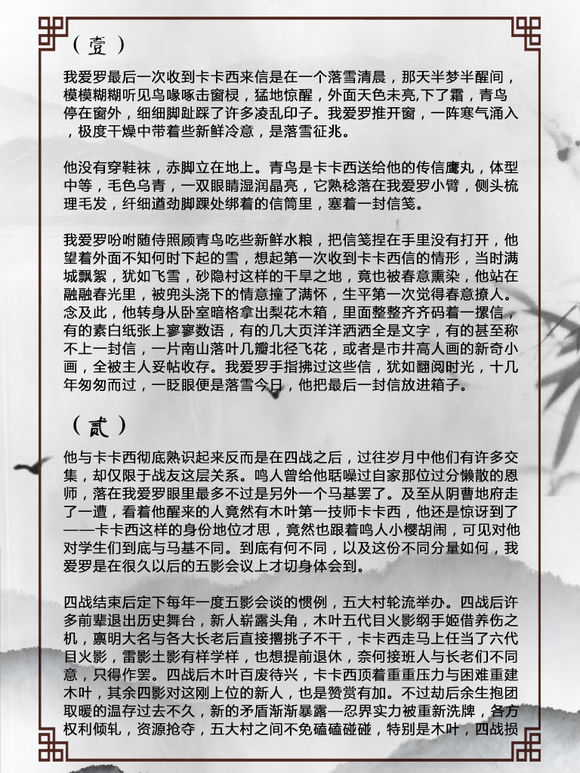 （壹）
我爱罗最后一次收到卡卡西来信是在一个落雪清晨，那天半梦半醒间，
模模糊糊听见鸟喙啄击窗棂，猛地惊醒，外面天色未亮,下了霜，青鸟
停在窗外，细细脚趾踩了许多凌乱印子。我爱罗推开窗，一阵寒气涌入
，极度干燥中带着些新鲜冷意，是落雪征兆。
他没有穿鞋袜，赤脚立在地上。青鸟是卡卡西送给他的传信鹰丸，体型
中等，毛色乌青，一双眼睛湿润晶亮，它熟稔落在我爱罗小臂，侧头梳
理毛发，纤细遒劲脚踝处绑着的信筒里，塞着一封信笺。
我爱罗吩咐随侍照顾青鸟吃些新鲜水粮，把信笺捏在手里没有打开，他
望着外面不知何时下起的雪，想起第一次收到卡卡西信的情形，当时满
城飘絮，犹如飞雪，砂隐村这样的干旱之地，竟也被春意熏染，他站在
融融春光里，被兜头浇下的情意撞了满怀，生平第一次觉得春意撩人。
念及此，他转身从卧室暗格拿出梨花木箱，里面整整齐齐码着一摞信，
有的素白纸张上寥寥数语，有的几大页洋洋洒洒全是文字，有的甚至称
不上一封信，一片南山落叶几瓣北径飞花，或者是市井高人画的新奇小
画，全被主人妥帖收存。我爱罗手指拂过这些信，犹如翻阅时光，十几
年匆匆而过，一眨眼便是落雪今日，他把最后一封信放进箱子。
（贰）
他与卡卡西彻底熟识起来反而是在四战之后，过往岁月中他们有许多交
集，却仅限于战友这层关系。鸣人曾给他聒噪过自家那位过分懒散的恩
师，落在我爱罗眼里最多不过是另外一个马基罢了。及至从阴曹地府走
了一遭，看着他醒来的人竟然有木叶第一技师卡卡西，他还是惊讶到了
——卡卡西这样的身份地位才思，竟然也跟着鸣人小樱胡闹，可见对他
对学生们到底与马基不同。到底有何不同，以及这份不同分量如何，我
爱罗是在很久以后的五影会议上才切身体会到。
四战结束后定下每年一度五影会谈的惯例，五大村轮流举办。四战后许
多前辈退出历史舞台，新人崭露头角，木叶五代目火影纲手姬借养伤之
机，禀明大名与各大长老后直接撂挑子不干，卡卡西走马上任当了六代
目火影，雷影土影有样学样，也想提前退休，奈何接班人与长老们不同
意，只得作罢。四战后木叶百废待兴，卡卡西顶着重重压力与困难重建
木叶，其余四影对这刚上位的新人，也是赞赏有加。不过劫后余生抱团
取暖的温存过去不久，新的矛盾渐渐暴露—忍界实力被重新洗牌，各方
权利倾轧，资源抢夺，五大村之间不免磕磕碰碰，特别是木叶，四战损